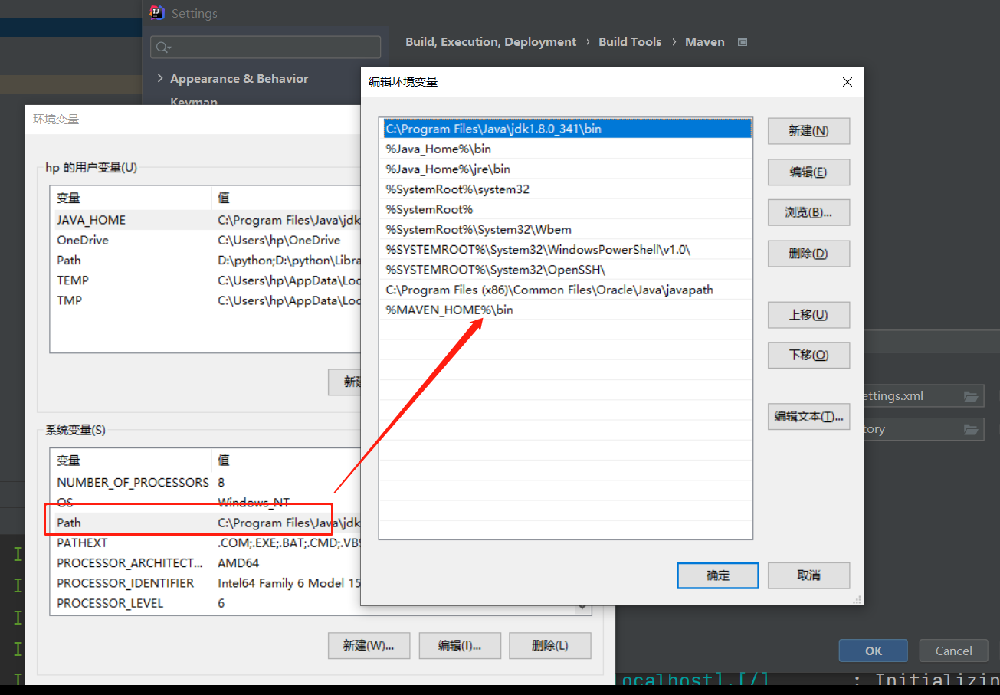 Settings
Build, Execution, Deployment › Build Tools › Maven
Appearance & Behavior
Keymap
编辑环境变量
环境变量
C:\Program Files\Java\jdk1.8.0_341\bin
%Java_Home%\bin
%Java_Home%\jre\bin
%SystemRoot%\system32
%SystemRoot%
%SystemRoot%\System32\Wbem
%SYSTEMROOT%\System32\WindowsPowerShell\v1.0\
%SYSTEMROOT%\System32\OpenSSH\
C:\Program Files (x86)\Common Files\Oracle\Java\javapath
%MAVEN_HOME%\bin
新建(N)
编辑(E)
浏览(B)...
删除(D)
上移(U)
下移(O)
编辑文本(T)...
确定
取消
hp 的用户变量(U)
变量 值
JAVA_HOME C:\Program Files\Java\jdk
OneDrive C:\Users\hp\OneDrive
Path D:\python;D:\python\Libra
TEMP C:\Users\hp\AppData\Loc
TMP C:\Users\hp\AppData\Loc
新建
系统变量(S)
变量 值
NUMBER_OF_PROCESSORS 8
OS Windows_NT
Path C:\Program Files\Java\jdk
PATHEXT .COM;.EXE;.BAT;.CMD;.VBS
PROCESSOR_ARCHITECT... AMD64
PROCESSOR_IDENTIFIER Intel64 Family 6 Model 15
PROCESSOR_LEVEL 6
新建(W)...
编辑(I)...
删除(L)
ettings.xml
tory
OK
Cancel
I
I
I
I
I
ocalhost].[/] : Initializin